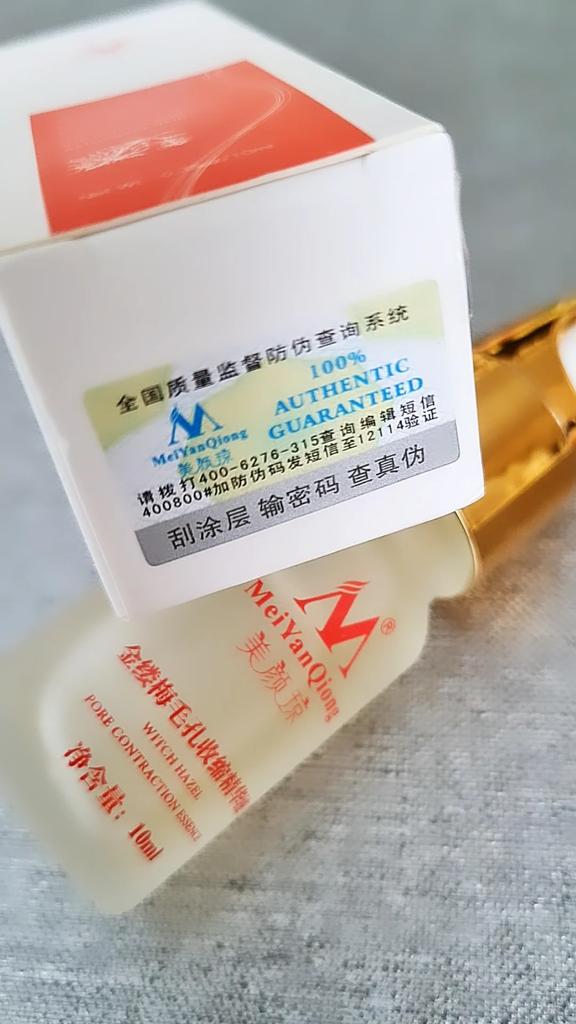 全国质量监督防伪查询系统
100%
AUTHENTIC
GUARANTEED
MeiYanQiong
美颜琼
请拨打400-6276-315查询编辑短信
400800#加防伪码发短信至12114验证
刮涂层 输密码 查真伪
MeiYanQiong
®
美颜琼
金缕梅毛孔收缩精华
WITCH HAZEL
PORE CONTRACTION ESSENCE
净含量：10ml